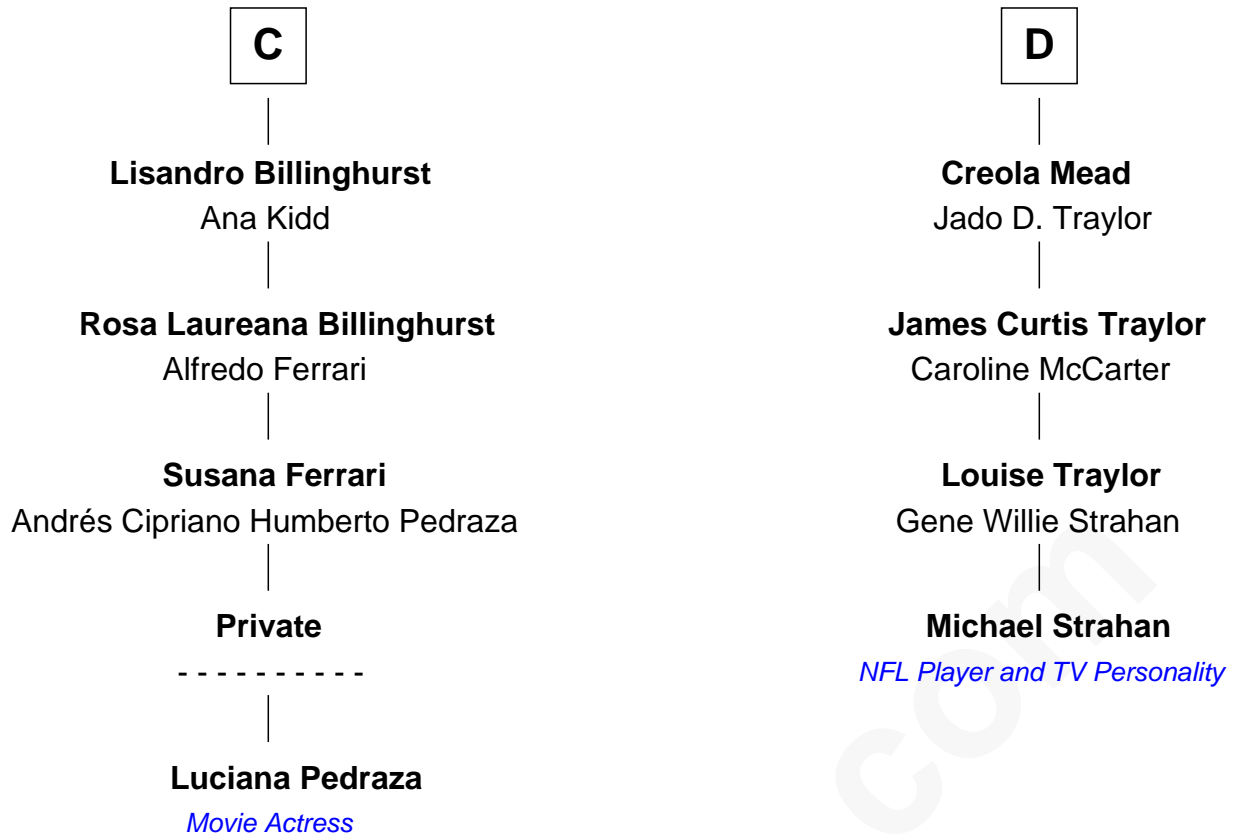 C
D
Lisandro Billinghurst
Ana Kidd
Creola Mead
Jado D. Traylor
Rosa Laureana Billinghurst
Alfredo Ferrari
James Curtis Traylor
Caroline McCarter
Susana Ferrari
Andrés Cipriano Humberto Pedraza
Louise Traylor
Gene Willie Strahan
Private
- - - - - - - - - -
Michael Strahan
NFL Player and TV Personality
Luciana Pedraza
Movie Actress
com